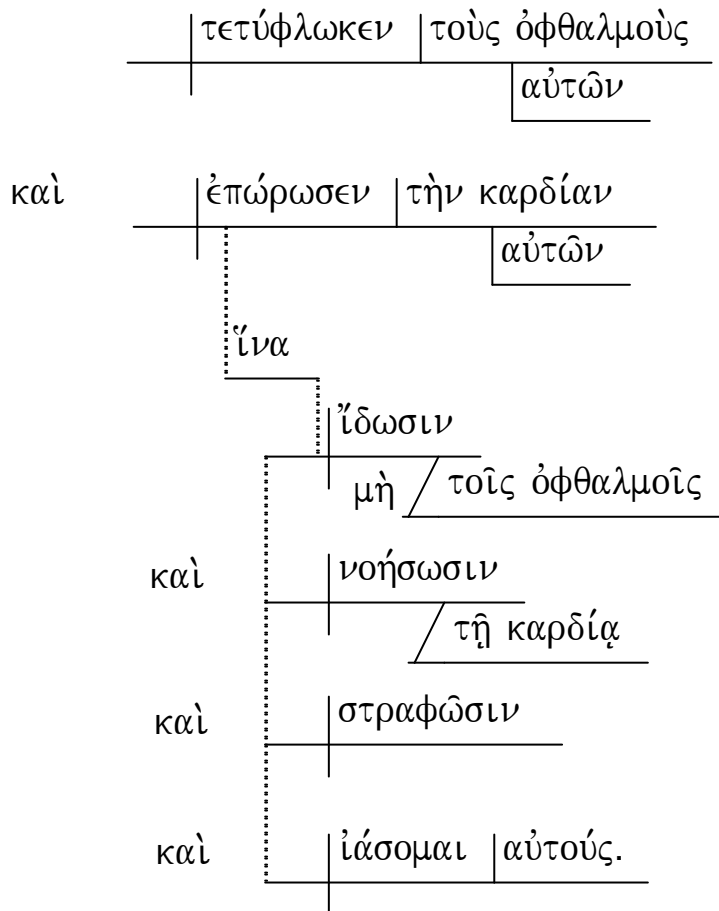 τετύφλωκεν τοὺς ὀφθαλμοὺς
αὐτῶν
καὶ ἐπώρωσεν τὴν καρδίαν
αὐτῶν
ἵνα
ἴδωσιν
μὴ τοῖς ὀφθαλμοῖς
καὶ νοήσωσιν
τῇ καρδίᾳ
καὶ στραφῶσιν
καὶ ἰάσομαι αὐτούς.